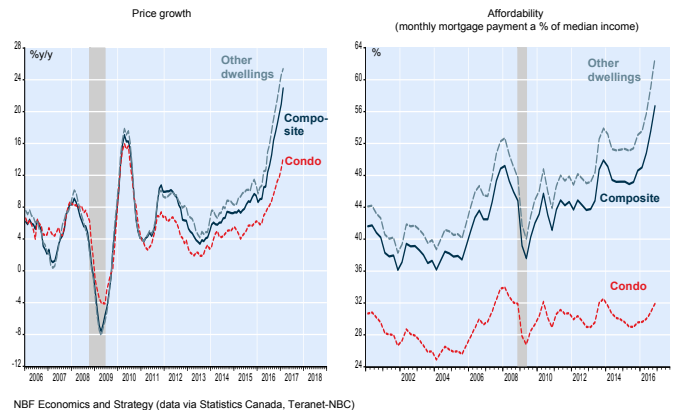 Price growth
Affordability
(monthly mortgage payment a % of median income)
28
24
20
16
12
8
4
0
-4
-8
-12
%y/y
Other
dwellings
Compo-
site
Condo
2006 2007 2008 2009 2010 2011 2012 2013 2014 2015 2016 2017 2018
64
60
56
52
48
44
40
36
32
28
24
%
Other
dwellings
Composite
Condo
2002 2004 2006 2008 2010 2012 2014 2016
NBF Economics and Strategy (data via Statistics Canada, Teranet-NBC)